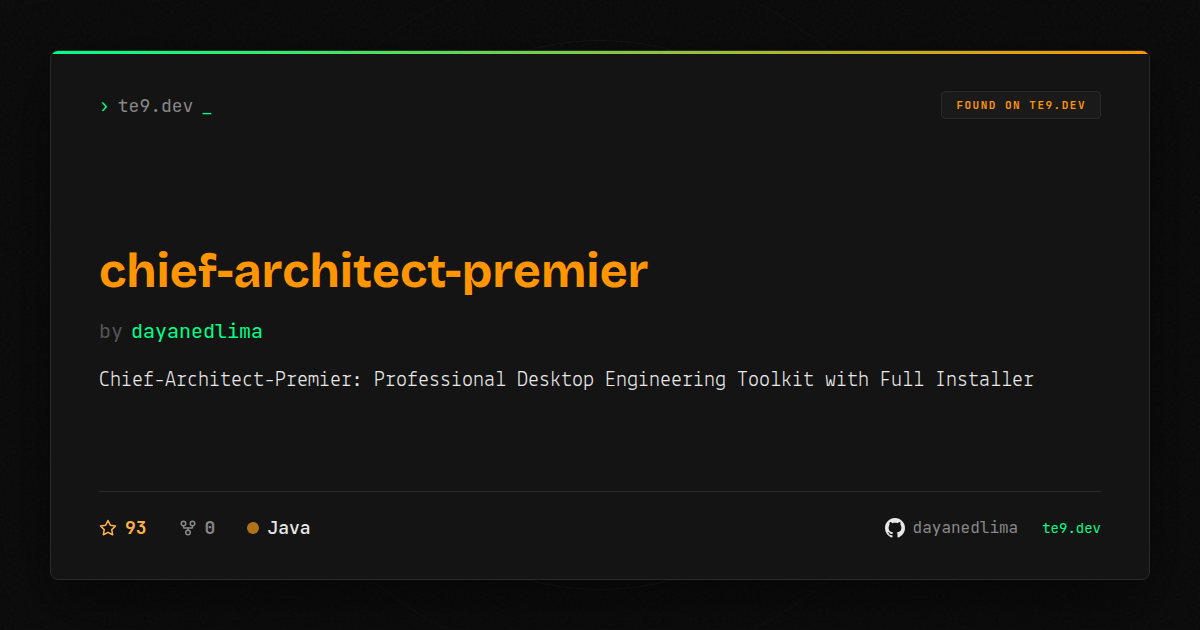 › te9.dev _
FOUND ON TE9.DEV
chief-architect-premier
by dayanedlima
Chief-Architect-Premier: Professional Desktop Engineering Toolkit with Full Installer
93 0 Java
dayanedlima te9.dev